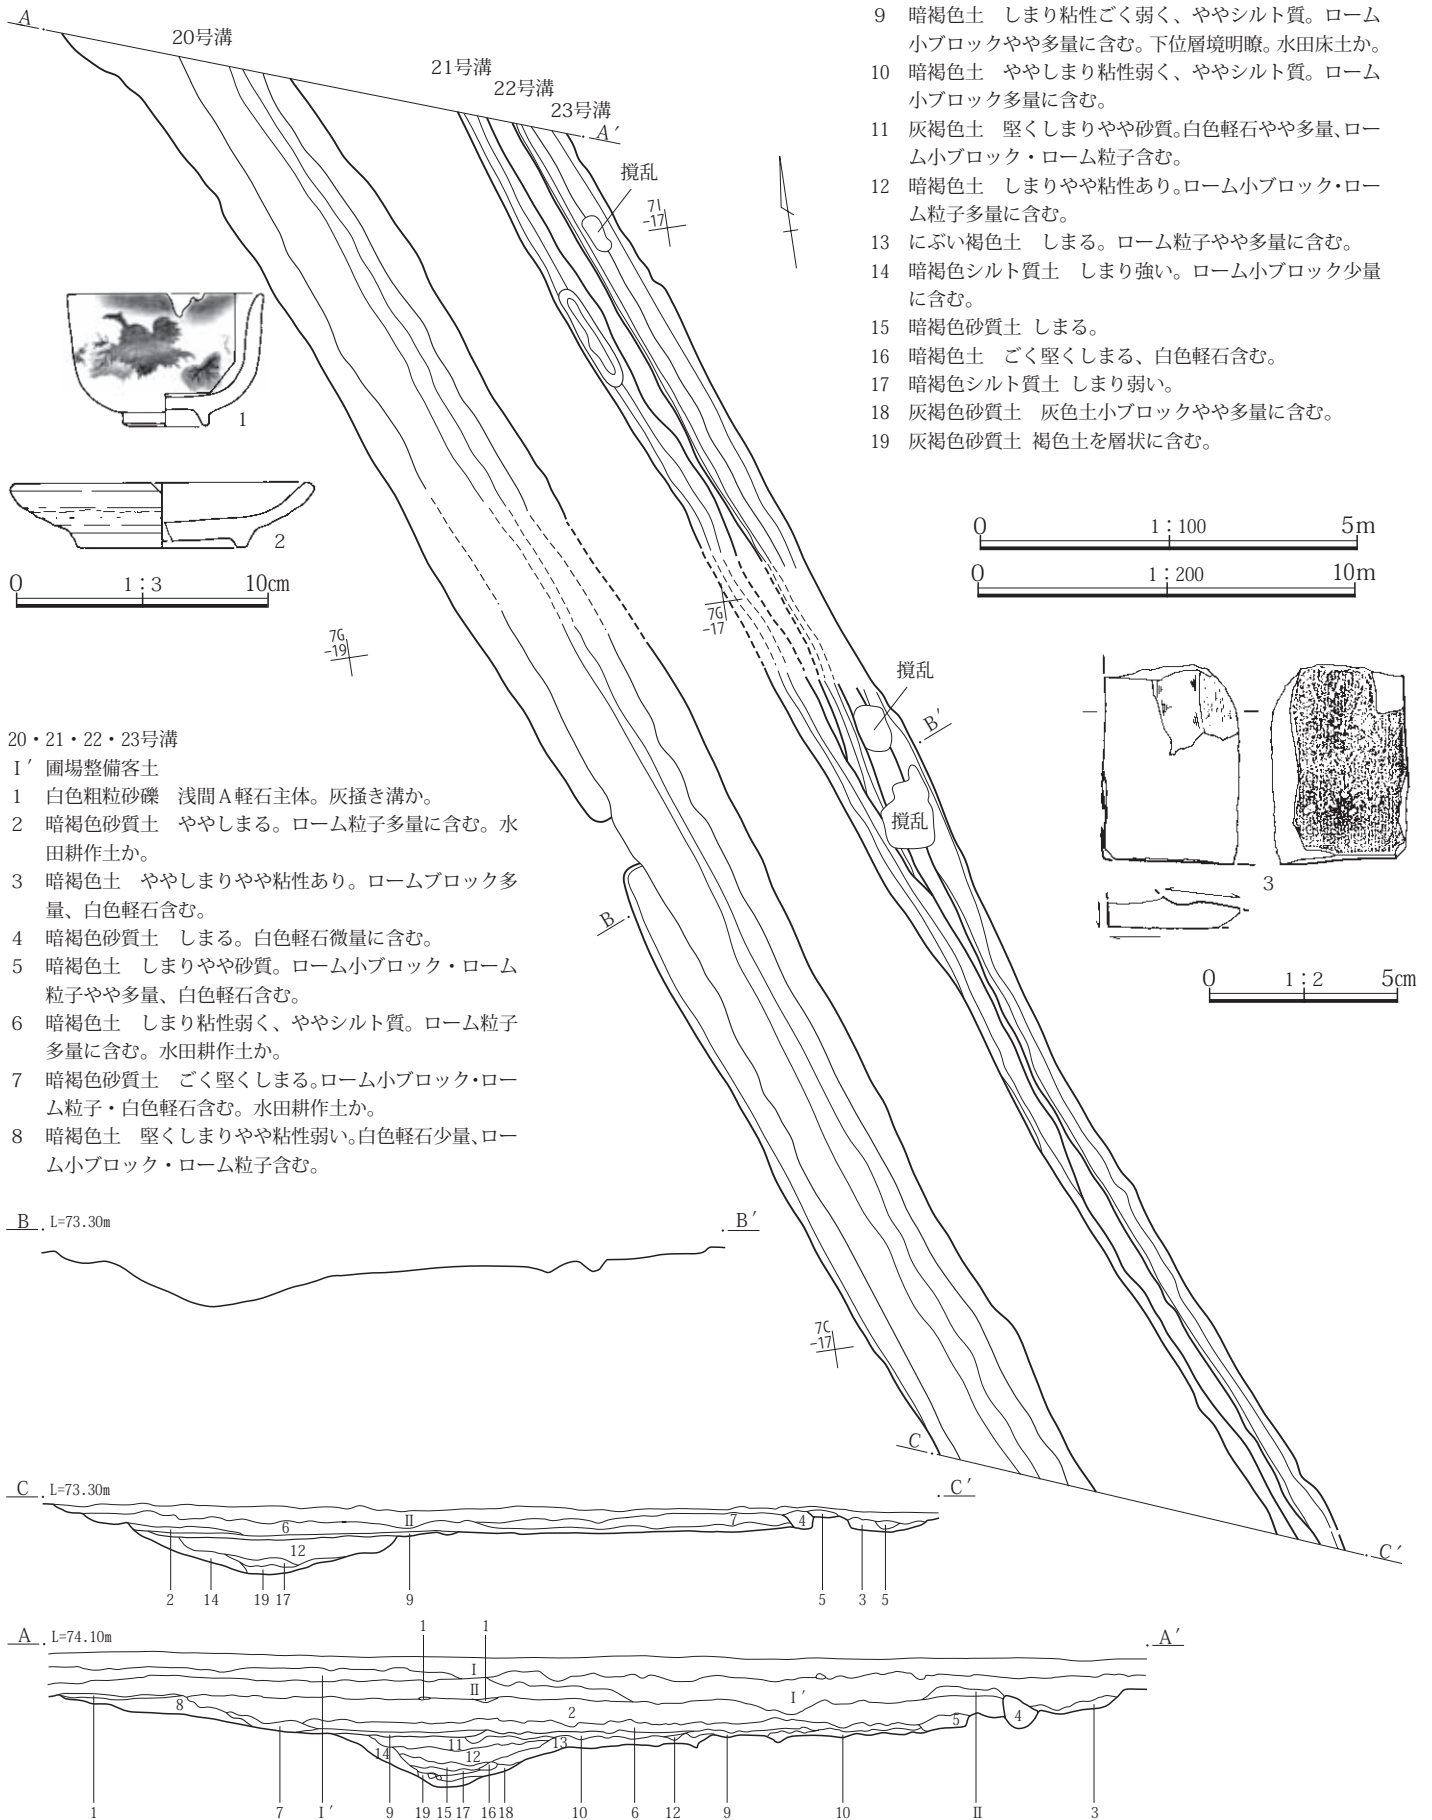 A
20号溝
21号溝
22号溝
23号溝
A′
撹乱
7I
-17
9　暗褐色土　しまり粘性ごく弱く、ややシルト質。ローム
小ブロックやや多量に含む。下位層境明瞭。水田床土か。
10　暗褐色土　ややしまり粘性弱く、ややシルト質。ローム
小ブロック多量に含む。
11　灰褐色土　堅くしまりやや砂質。白色軽石やや多量、ロー
ム小ブロック・ローム粒子含む。
12　暗褐色土　しまりやや粘性あり。ローム小ブロック・ロー
ム粒子多量に含む。
13　にぶい褐色土　しまる。ローム粒子やや多量に含む。
14　暗褐色シルト質土　しまり強い。ローム小ブロック少量
に含む。
15　暗褐色砂質土 しまる。
16　暗褐色土　ごく堅くしまる、白色軽石含む。
17　暗褐色シルト質土 しまり弱い。
18　灰褐色砂質土　灰色土小ブロックやや多量に含む。
19　灰褐色砂質土 褐色土を層状に含む。
1
2
0 1：3 10cm
0 1：100 5m
0 1：200 10m
7G
-19
7G
-17
撹乱
B′
撹乱
B
3
0 1：2 5cm
20・21・22・23号溝
Ⅰ′ 圃場整備客土
1　白色粗粒砂礫　浅間A軽石主体。灰掻き溝か。
2　暗褐色砂質土　ややしまる。ローム粒子多量に含む。水
田耕作土か。
3　暗褐色土　ややしまりやや粘性あり。ロームブロック多
量、白色軽石含む。
4　暗褐色砂質土　しまる。白色軽石微量に含む。
5　暗褐色土　しまりやや砂質。ローム小ブロック・ローム
粒子やや多量、白色軽石含む。
6　暗褐色土　しまり粘性弱く、ややシルト質。ローム粒子
多量に含む。水田耕作土か。
7　暗褐色砂質土　ごく堅くしまる。ローム小ブロック・ロー
ム粒子・白色軽石含む。水田耕作土か。
8　暗褐色土　堅くしまりやや粘性弱い。白色軽石少量、ロー
ム小ブロック・ローム粒子含む。
B L=73.30m B′
7C
-17
C
C′
C L=73.30m C′
6 Ⅱ 7 4
12
2 14 19 17 9 5 3 5
A L=74.10m 1 1 A′
Ⅰ
Ⅱ
Ⅰ′
8 2 5 4
11 13
14 12
1 7 Ⅰ′ 9 19 15 17 16 18 10 6 12 9 10 Ⅱ 3